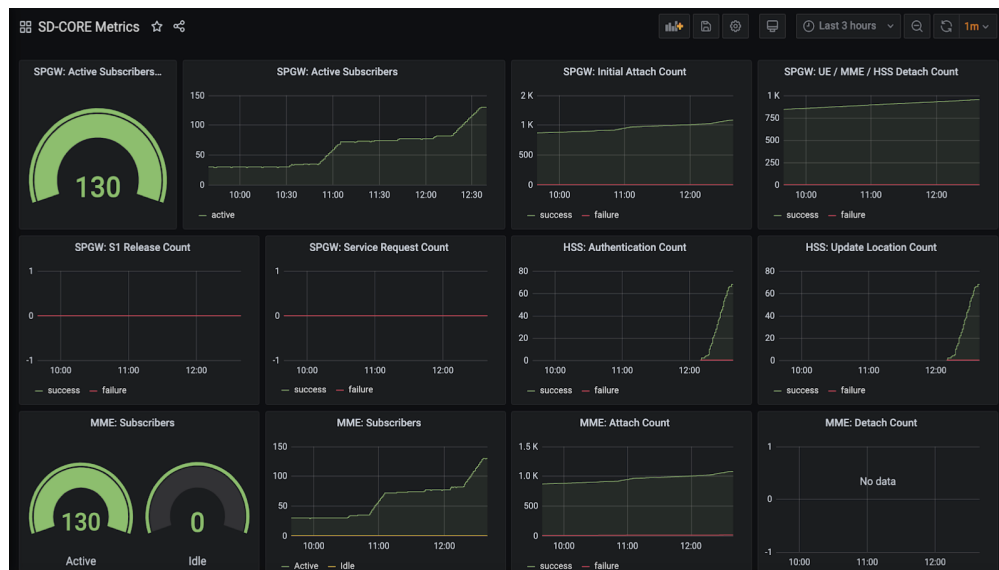 SD-CORE Metrics
Last 3 hours
1m
SPGW: Active Subscribers...
130
SPGW: Active Subscribers
150
100
50
0
10:00 10:30 11:00 11:30 12:00 12:30
active
SPGW: Initial Attach Count
2 K
1 K
500
0
10:00 11:00 12:00
success failure
SPGW: UE / MME / HSS Detach Count
1 K
750
500
250
0
10:00 11:00 12:00
success failure
SPGW: S1 Release Count
1
0
-1
10:00 11:00 12:00
success failure
SPGW: Service Request Count
1
0
-1
10:00 11:00 12:00
success failure
HSS: Authentication Count
80
60
40
20
0
10:00 11:00 12:00
success failure
HSS: Update Location Count
80
60
40
20
0
10:00 11:00 12:00
success failure
MME: Subscribers
130 0
Active Idle
MME: Subscribers
150
100
50
0
10:00 11:00 12:00
Active Idle
MME: Attach Count
1.5 K
1.0 K
500
0
10:00 11:00 12:00
success failure
MME: Detach Count
1
No data
0
-1
10:00 11:00 12:00